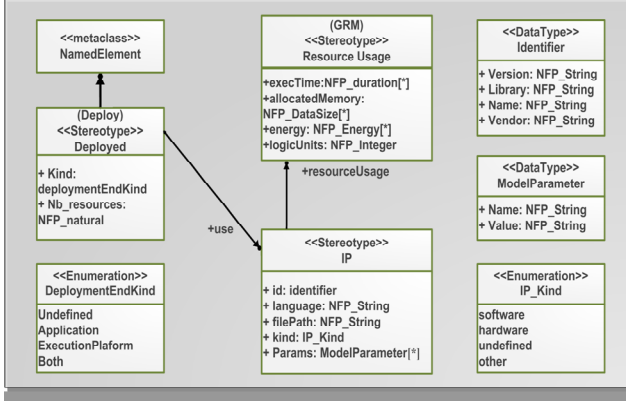 <<metaclass>>
NamedElement
(Deploy)
<<Stereotype>>
Deployed
+ Kind:
deploymentEndKind
+ Nb_resources:
NFP_natural
<<Enumeration>>
DeploymentEndKind
Undefined
Application
ExecutionPlaform
Both
(GRM)
<<Stereotype>>
Resource Usage
+execTime:NFP_duration[*]
+allocatedMemory:
NFP_DataSize[*]
+energy: NFP_Energy[*]
+logicUnits: NFP_Integer
+resourceUsage
+use
<<Stereotype>>
IP
+ id: identifier
+ language: NFP_String
+ filePath: NFP_String
+ kind: IP_Kind
+ Params: ModelParameter[*]
<<DataType>>
Identifier
+ Version: NFP_String
+ Library: NFP_String
+ Name: NFP_String
+ Vendor: NFP_String
<<DataType>>
ModelParameter
+ Name: NFP_String
+ Value: NFP_String
<<Enumeration>>
IP_Kind
software
hardware
undefined
other